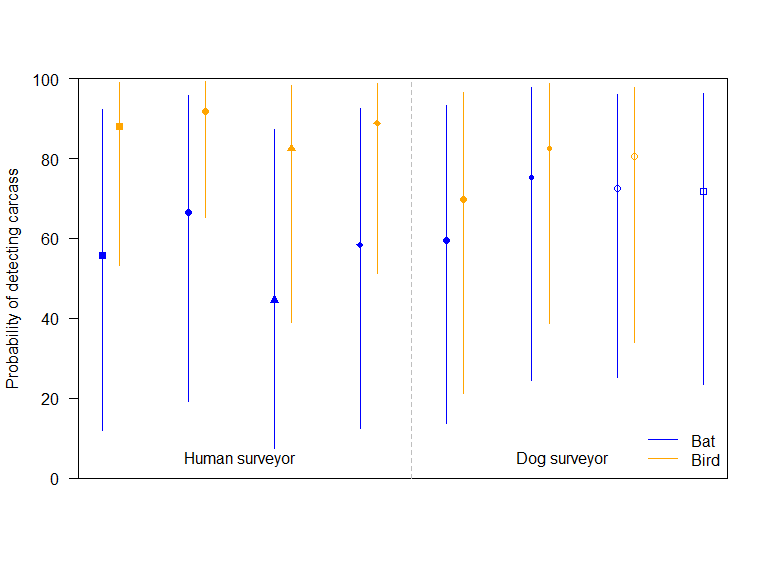 Probability of detecting carcass
100
80
60
40
20
0
Human surveyor
Dog surveyor
Bat
Bird